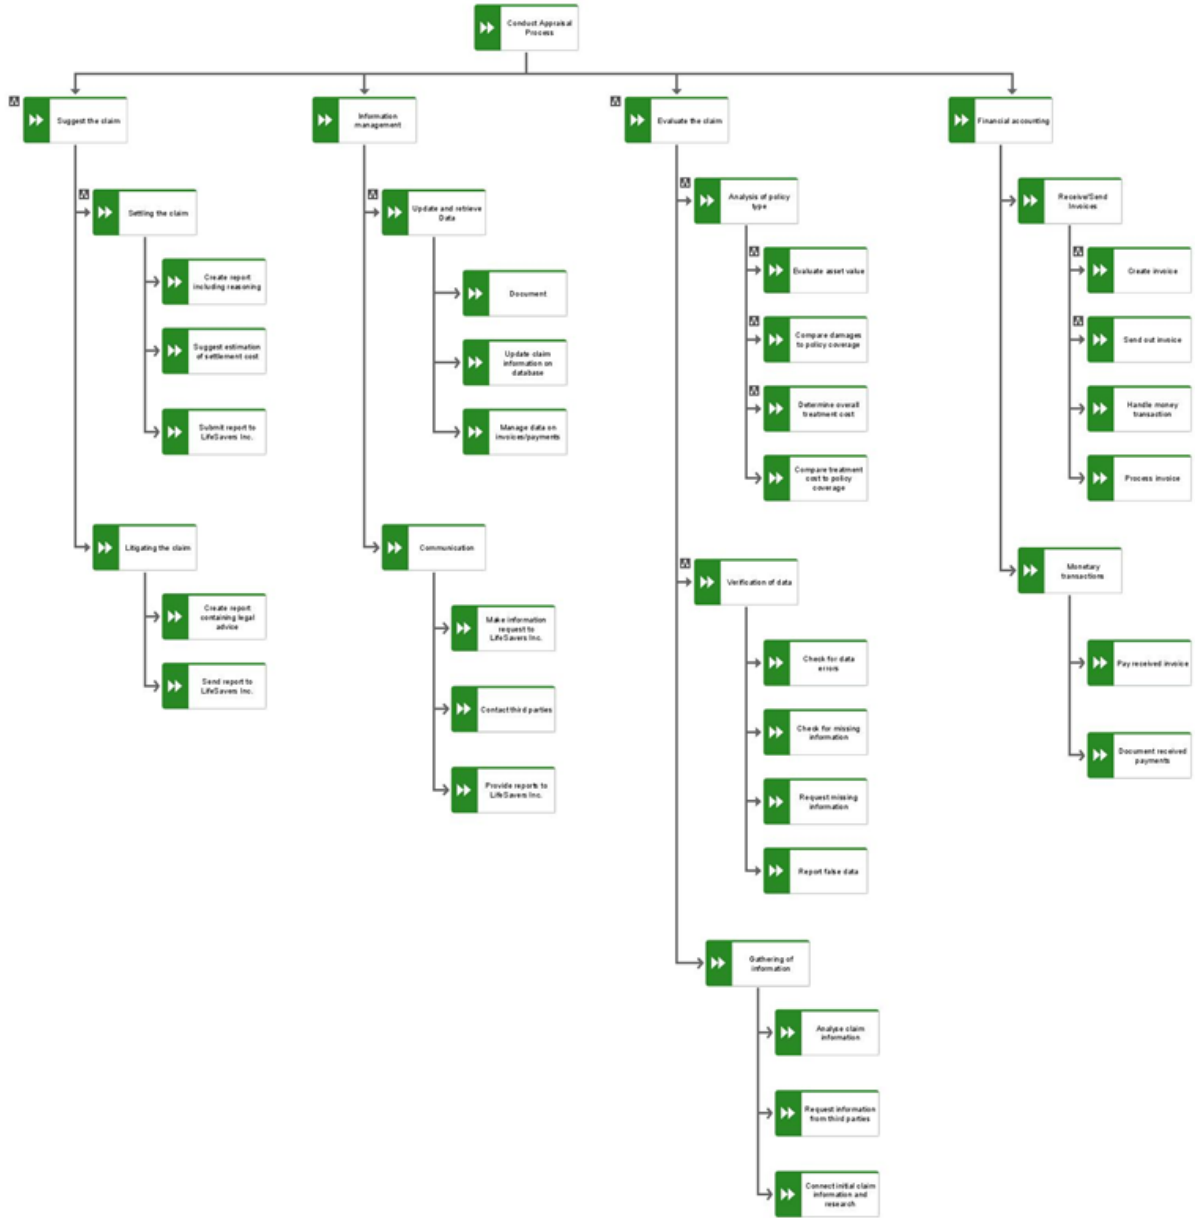 Conduct Appraisal
Process
Suggest the claim
Information
management
Evaluate the claim
Financial accounting
Settling the claim
Create report
including reasoning
Suggest estimation
of settlement cost
Submit report to
LifeSavers Inc.
Litigating the claim
Create report
containing legal
advice
Send report to
LifeSavers Inc.
Update and retrieve
Data
Document
Update claim
information on
database
Manage data on
invoices/payments
Communication
Make information
request to
LifeSavers Inc.
Contact third parties
Provide reports to
LifeSavers Inc.
Analysis of policy
type
Evaluate asset value
Compare damages
to policy coverage
Determine overall
treatment cost
Compare treatment
cost to policy
coverage
Verification of data
Check for data
errors
Check for missing
information
Request missing
information
Report false data
Gathering of
information
Analyse claim
information
Request information
from third parties
Connect initial claim
information and
research
Receive/Send
Invoices
Create invoice
Send out invoice
Handle money
transaction
Process invoice
Monetary
transactions
Pay received invoice
Document received
payments